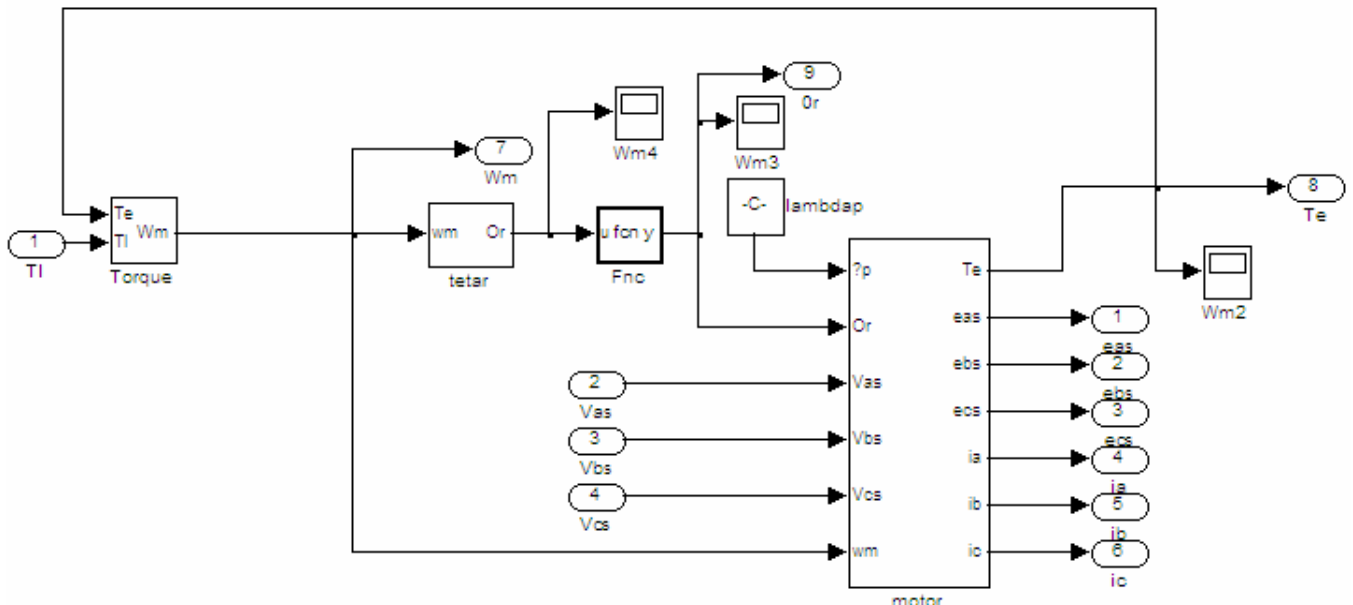 9
0r
Wm4
Wm3
7
Wm
-C-
lambdap
8
Te
Te
Tl
Wm
1
Tl
Torque
wm
Or
tetar
u fcn y
Fnc
?p
Te
Wm2
Or
eas
1
eas
ebs
2
ebs
2
Vas
Vas
ecs
3
ecs
3
Vbs
Vbs
ia
4
ia
4
Vcs
Vcs
ib
5
ib
wm
ic
6
ic
motor